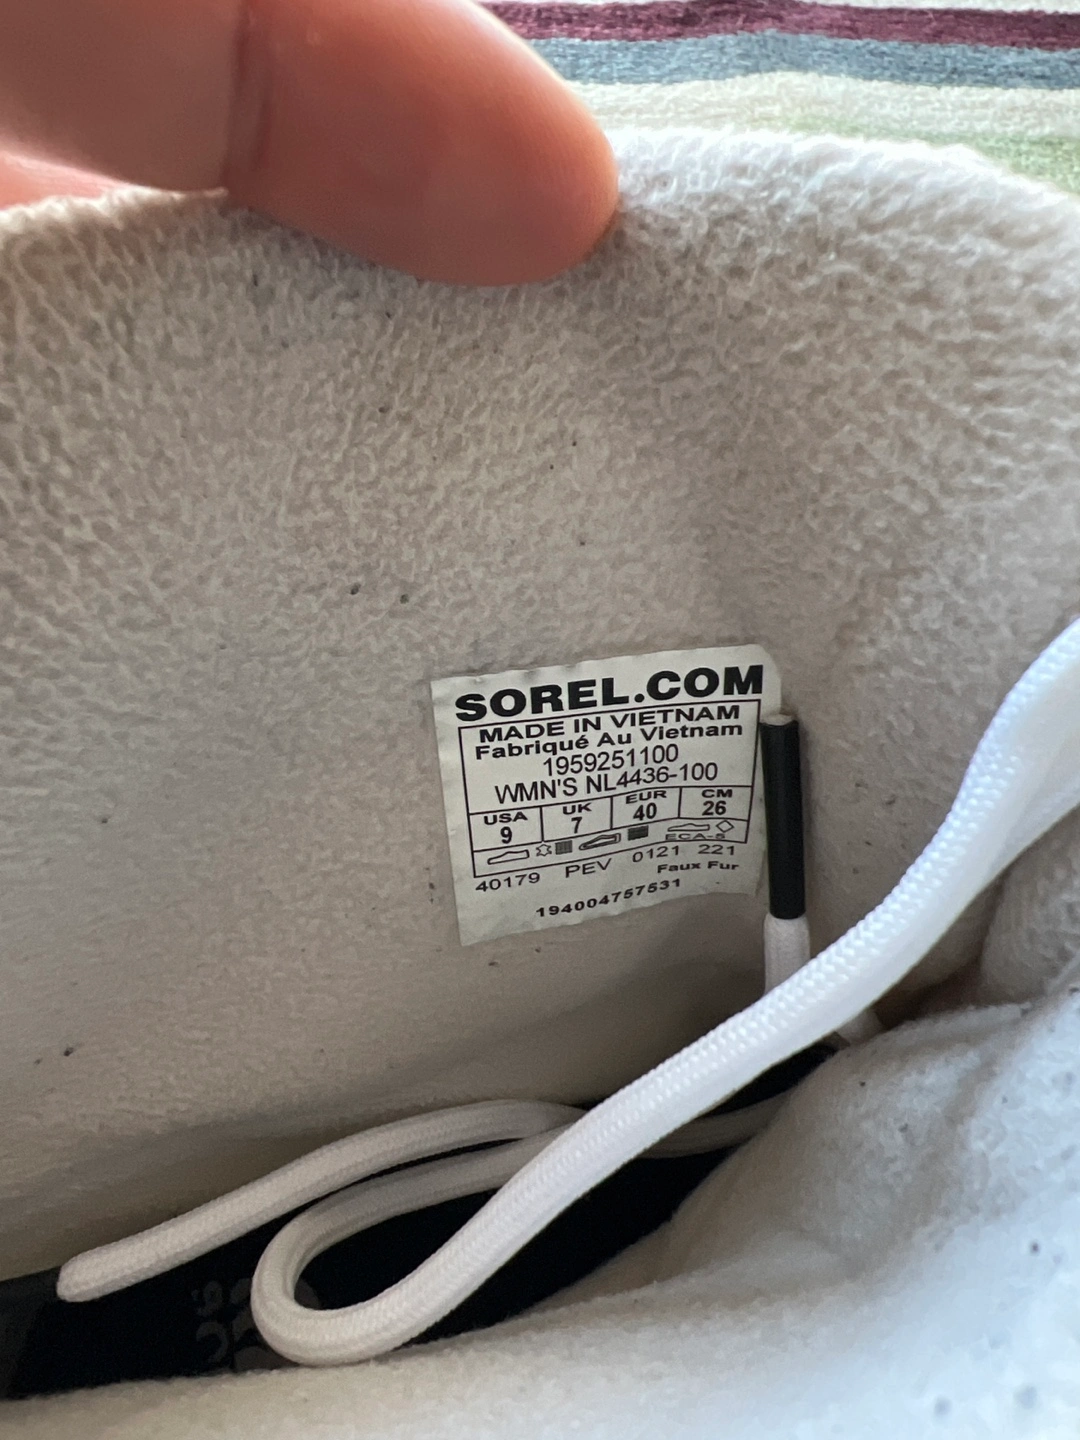 SOREL.COM
MADE IN VIETNAM
Fabriqué Au Vietnam
1959251100
WMN'S NL4436-100
USA UK EUR CM
9 7 40 26
ECA-5
40179 PEV 0121 221
Faux Fur
194004757531